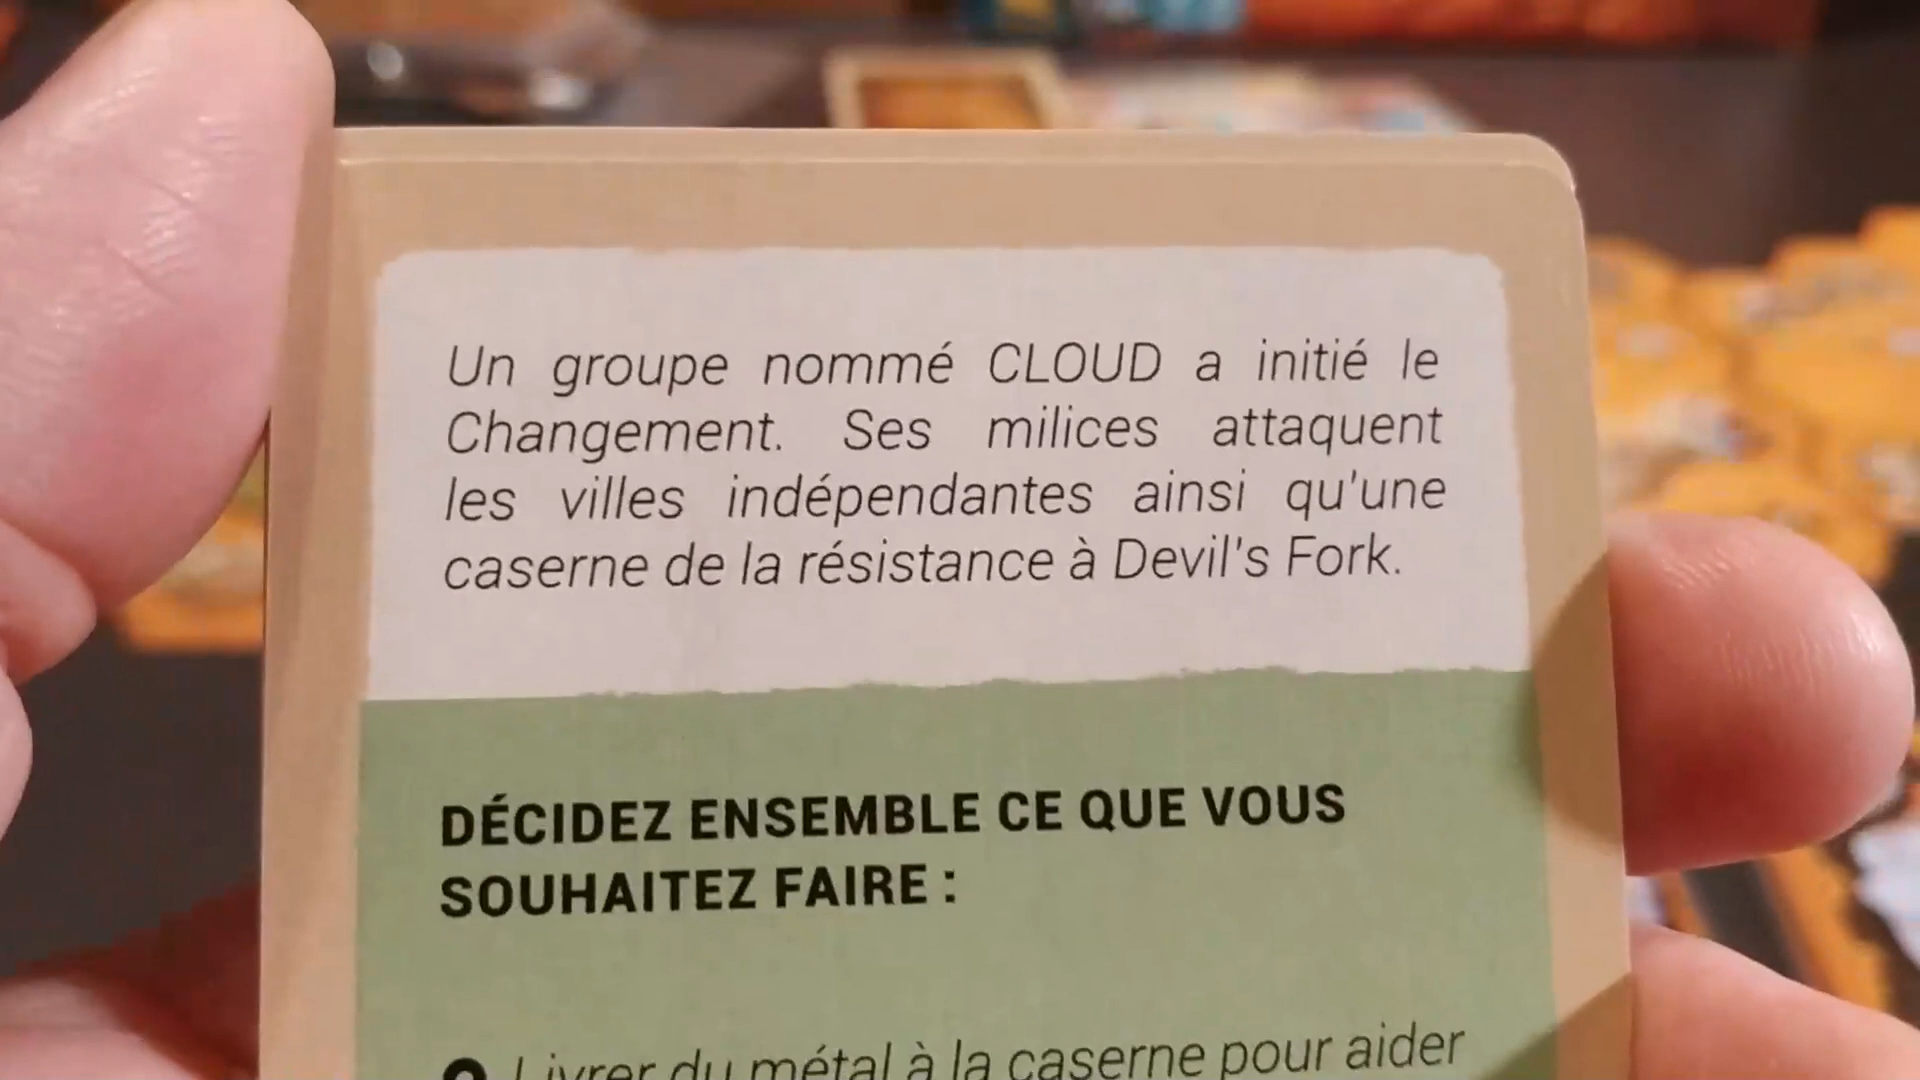 Un groupe nommé CLOUD a initié le
Changement. Ses milices attaquent
les villes indépendantes ainsi qu'une
caserne de la résistance à Devil's Fork.
DÉCIDEZ ENSEMBLE CE QUE VOUS
SOUHAITEZ FAIRE :
Livrer du métal à la caserne pour aider